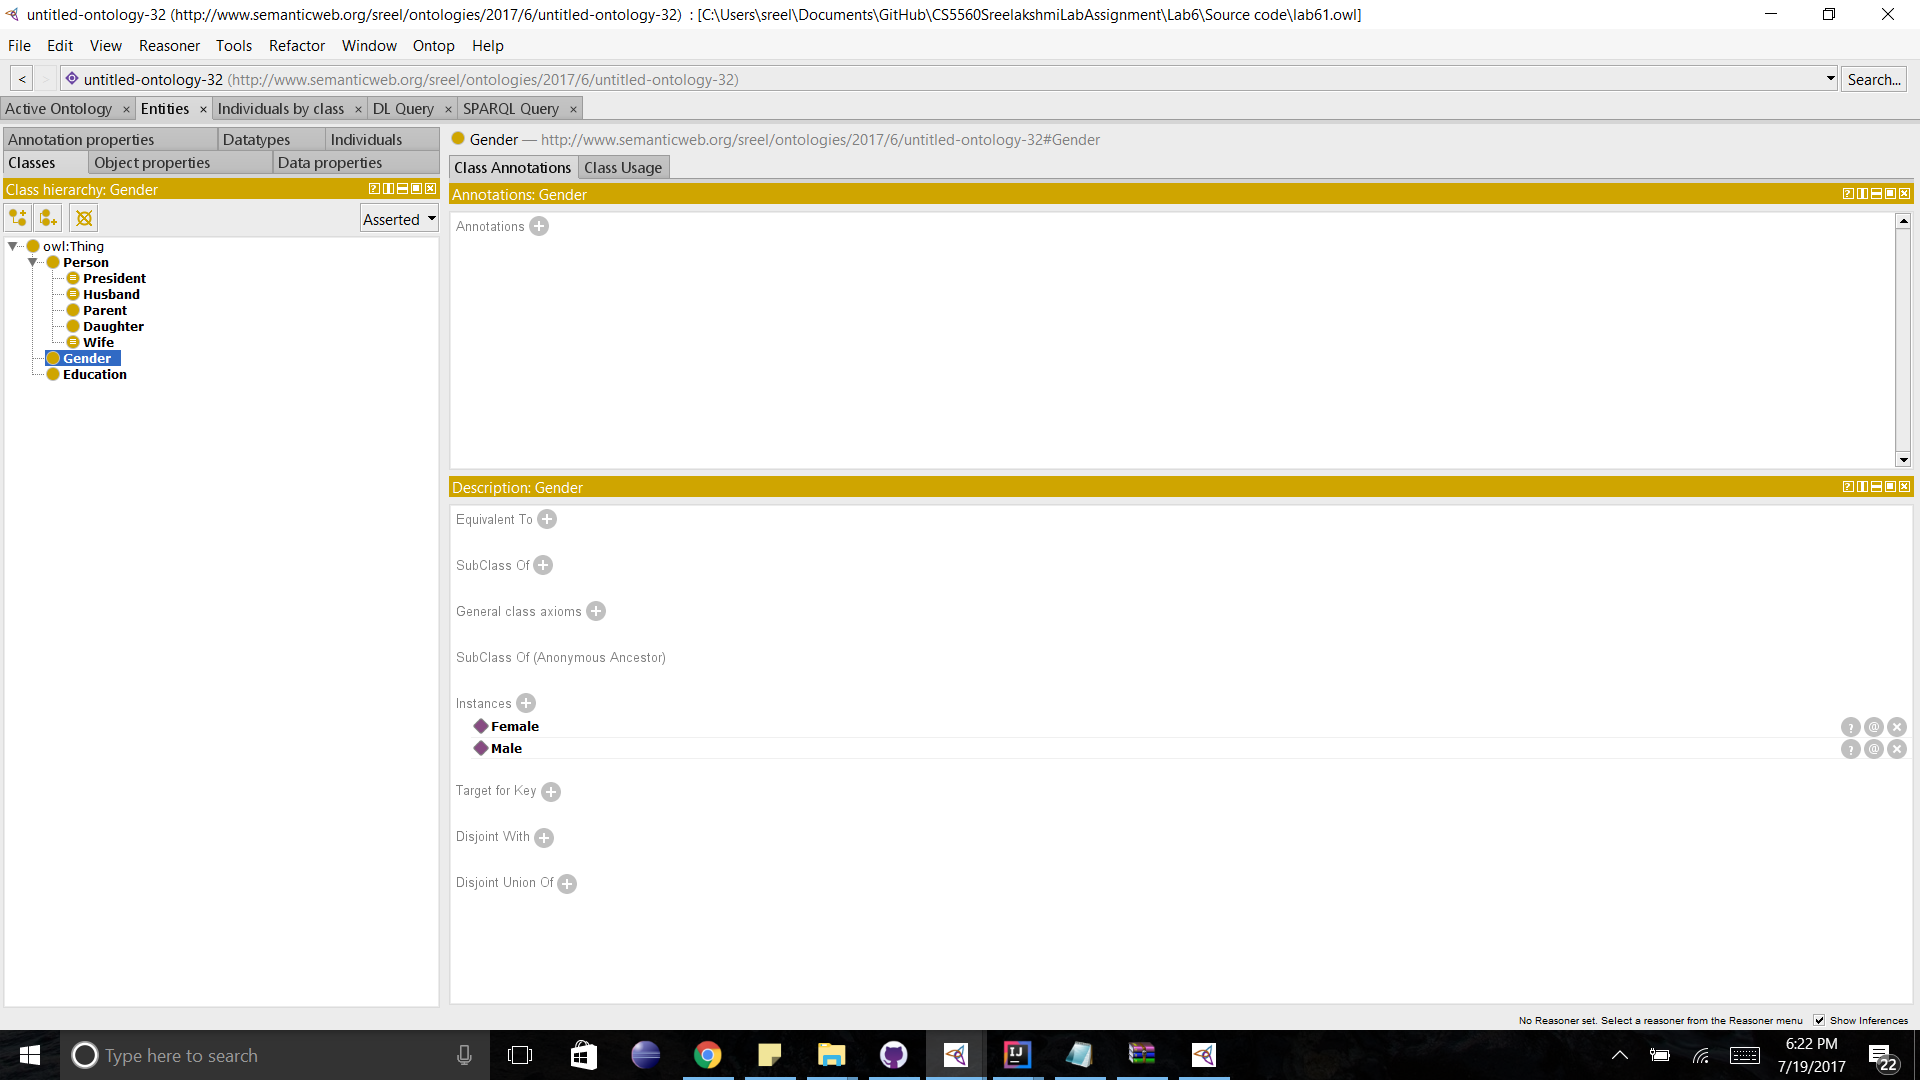 untitled-ontology-32 (http://www.semanticweb.org/sreel/ontologies/2017/6/untitled-ontology-32) : [C:\Users\sreel\Documents\GitHub\CS5560SreelakshmiLabAssignment\Lab6\Source code\lab61.owl]
File Edit View Reasoner Tools Refactor Window Ontop Help
< > untitled-ontology-32 (http://www.semanticweb.org/sreel/ontologies/2017/6/untitled-ontology-32) Search...
Active Ontology × Entities × Individuals by class × DL Query × SPARQL Query ×
Annotation properties Datatypes Individuals
Classes Object properties Data properties
Class hierarchy: Gender
Asserted
owl:Thing
Person
President
Husband
Parent
Daughter
Wife
Gender
Education
Gender — http://www.semanticweb.org/sreel/ontologies/2017/6/untitled-ontology-32#Gender
Class Annotations Class Usage
Annotations: Gender
Annotations
Description: Gender
Equivalent To
SubClass Of
General class axioms
SubClass Of (Anonymous Ancestor)
Instances
Female
Male
Target for Key
Disjoint With
Disjoint Union Of
No Reasoner set. Select a reasoner from the Reasoner menu Show Inferences
Type here to search
6:22 PM
7/19/2017
22